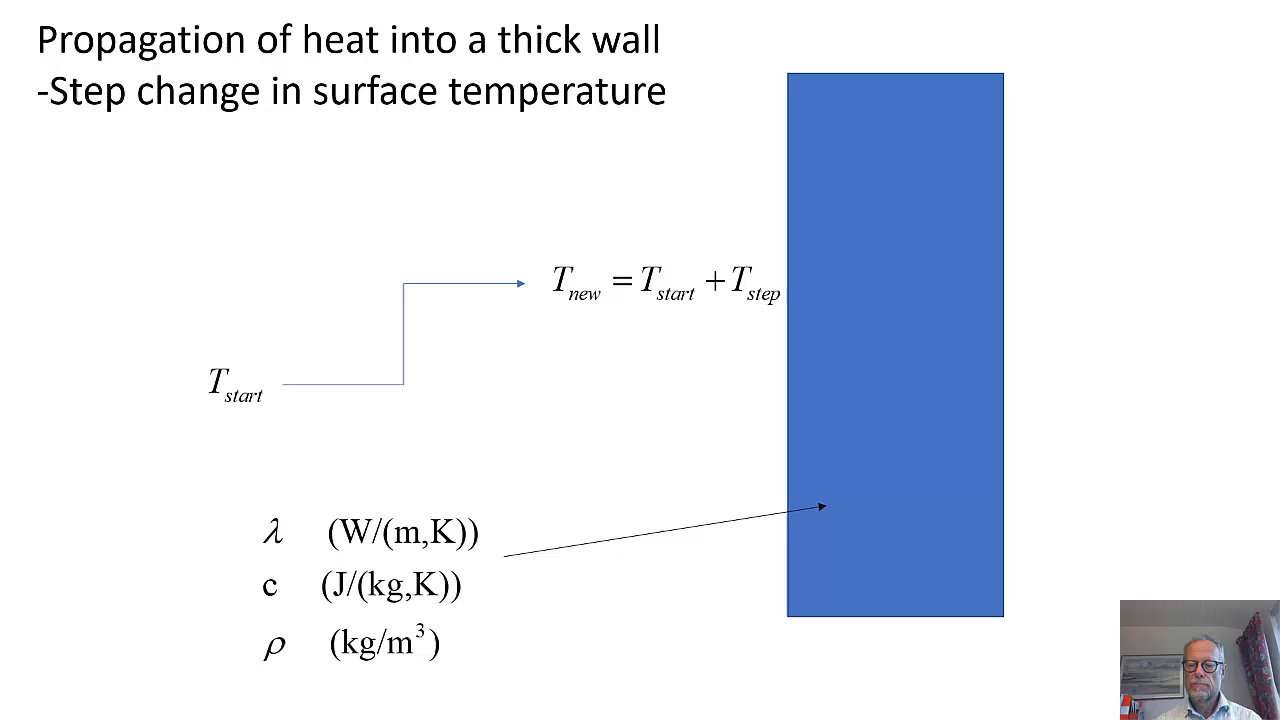 Propagation of heat into a thick wall
-Step change in surface temperature
T_new = T_start + T_step
T_start
λ (W/(m,K))
c (J/(kg,K))
ρ (kg/m³)